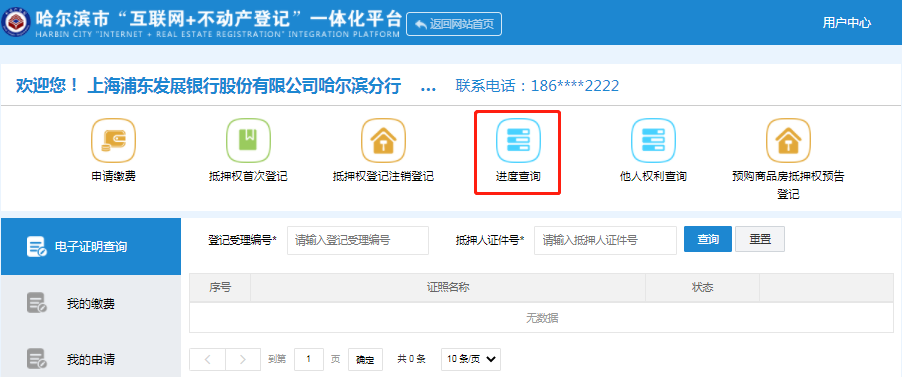 哈尔滨市“互联网+不动产登记”一体化平台
HARBIN CITY "INTERNET + REAL ESTATE REGISTRATION" INTEGRATION PLATFORM
返回网站首页
用户中心
欢迎您！ 上海浦东发展银行股份有限公司哈尔滨分行 ... 联系电话：186****2222
申请缴费
抵押权首次登记
抵押权登记注销登记
进度查询
他人权利查询
预购商品房抵押权预告
登记
电子证明查询
我的缴费
我的申请
登记受理编号* 请输入登记受理编号 抵押人证件号* 请输入抵押人证件号 查询 重置
序号 证照名称 状态
无数据
< > 到第 1 页 确定 共 0 条 10 条/页